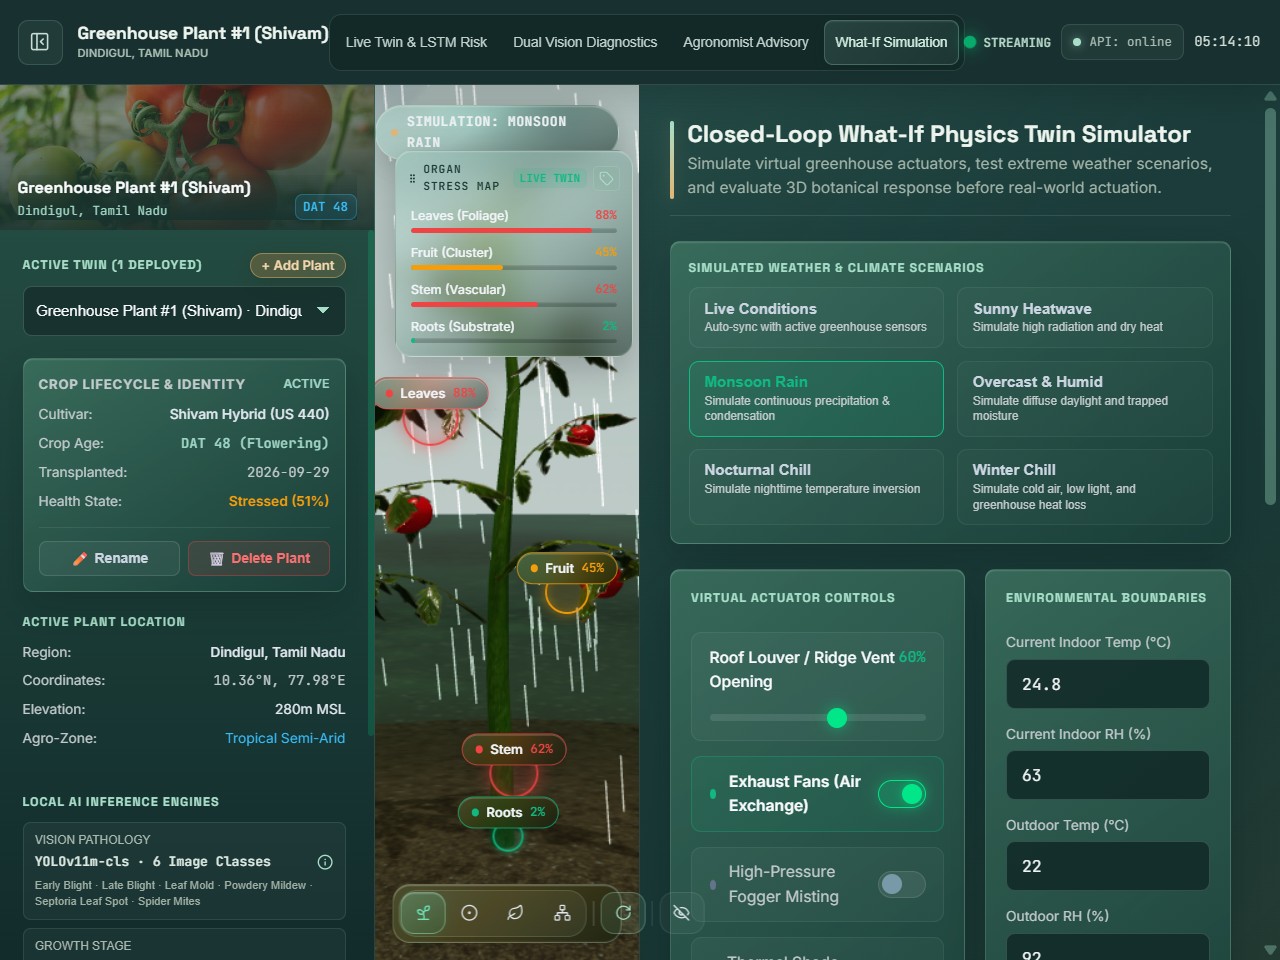 Greenhouse Plant #1 (Shivam)
DINDIGUL, TAMIL NADU
Live Twin & LSTM Risk
Dual Vision Diagnostics
Agronomist Advisory
What-If Simulation
STREAMING
API: online
05:14:10
Greenhouse Plant #1 (Shivam)
Dindigul, Tamil Nadu
DAT 48
ACTIVE TWIN (1 DEPLOYED)
+ Add Plant
Greenhouse Plant #1 (Shivam) · Dindigu
CROP LIFECYCLE & IDENTITY
ACTIVE
Cultivar:
Shivam Hybrid (US 440)
Crop Age:
DAT 48 (Flowering)
Transplanted:
2026-09-29
Health State:
Stressed (51%)
Rename
Delete Plant
ACTIVE PLANT LOCATION
Region:
Dindigul, Tamil Nadu
Coordinates:
10.36°N, 77.98°E
Elevation:
280m MSL
Agro-Zone:
Tropical Semi-Arid
LOCAL AI INFERENCE ENGINES
VISION PATHOLOGY
YOLOv11m-cls · 6 Image Classes
Early Blight · Late Blight · Leaf Mold · Powdery Mildew ·
Septoria Leaf Spot · Spider Mites
GROWTH STAGE
SIMULATION: MONSOON
RAIN
ORGAN
STRESS MAP
LIVE TWIN
Leaves (Foliage)
88%
Fruit (Cluster)
45%
Stem (Vascular)
62%
Roots (Substrate)
2%
Leaves 88%
Fruit 45%
Stem 62%
Roots 2%
Closed-Loop What-If Physics Twin Simulator
Simulate virtual greenhouse actuators, test extreme weather scenarios,
and evaluate 3D botanical response before real-world actuation.
SIMULATED WEATHER & CLIMATE SCENARIOS
Live Conditions
Auto-sync with active greenhouse sensors
Sunny Heatwave
Simulate high radiation and dry heat
Monsoon Rain
Simulate continuous precipitation &
condensation
Overcast & Humid
Simulate diffuse daylight and trapped
moisture
Nocturnal Chill
Simulate nighttime temperature inversion
Winter Chill
Simulate cold air, low light, and
greenhouse heat loss
VIRTUAL ACTUATOR CONTROLS
Roof Louver / Ridge Vent
Opening
60%
Exhaust Fans (Air
Exchange)
High-Pressure
Fogger Misting
Thermal Shade
ENVIRONMENTAL BOUNDARIES
Current Indoor Temp (°C)
24.8
Current Indoor RH (%)
63
Outdoor Temp (°C)
22
Outdoor RH (%)
92